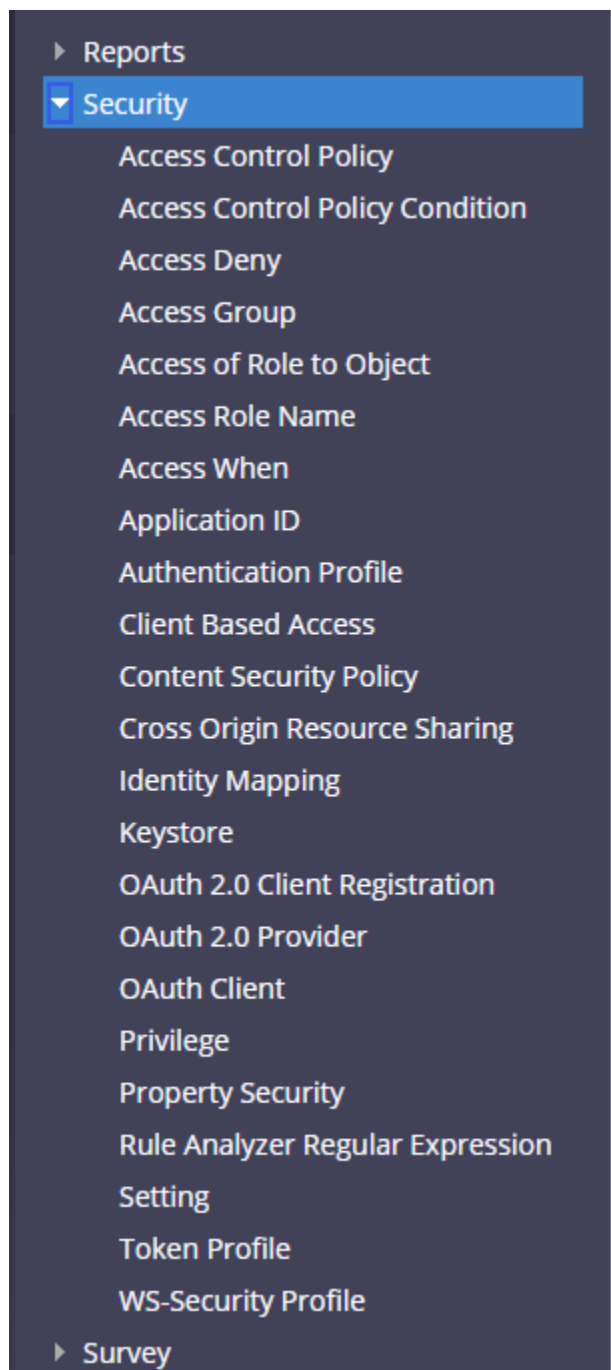 Reports
Security
Access Control Policy
Access Control Policy Condition
Access Deny
Access Group
Access of Role to Object
Access Role Name
Access When
Application ID
Authentication Profile
Client Based Access
Content Security Policy
Cross Origin Resource Sharing
Identity Mapping
Keystore
OAuth 2.0 Client Registration
OAuth 2.0 Provider
OAuth Client
Privilege
Property Security
Rule Analyzer Regular Expression
Setting
Token Profile
WS-Security Profile
Survey